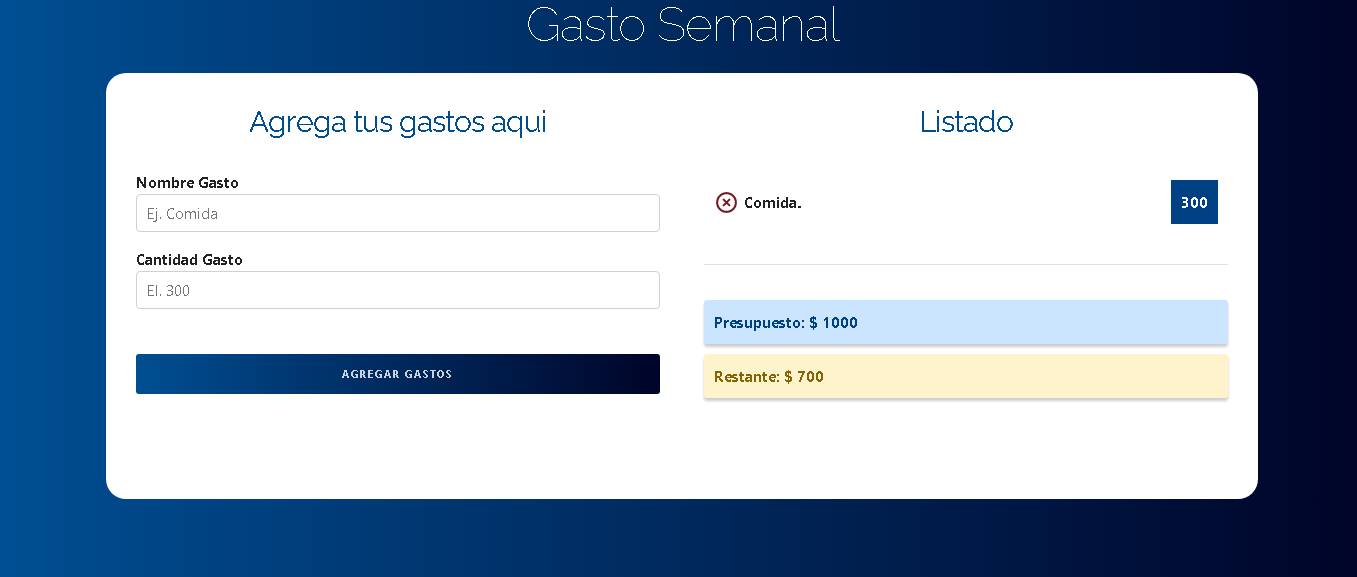 Gasto Semanal
Agrega tus gastos aqui
Nombre Gasto
Ej. Comida
Cantidad Gasto
El. 300
AGREGAR GASTOS
Listado
Comida.
300
Presupuesto: $ 1000
Restante: $ 700